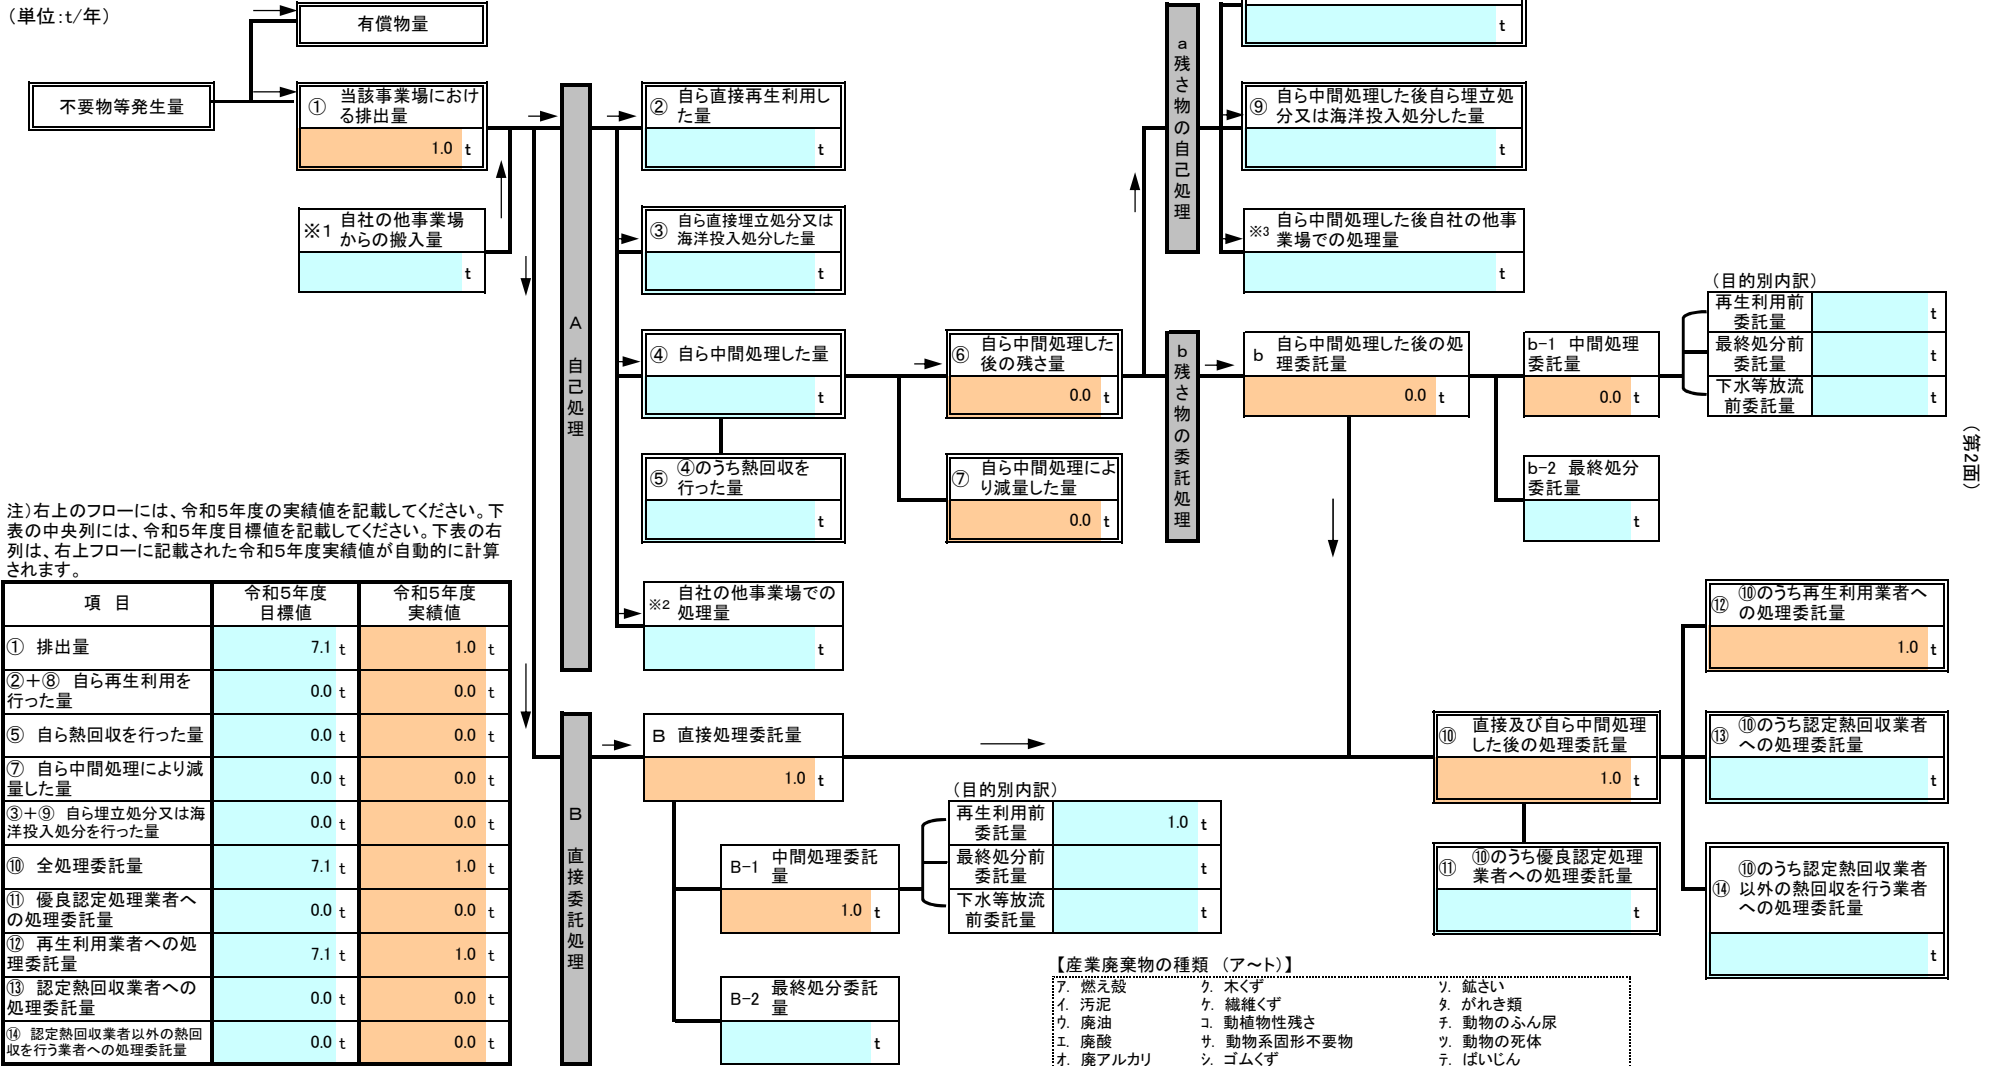 （単位:t/年）
有償物量
不要物等発生量
① 当該事業場におけ
る排出量
1.0 t
※1 自社の他事業場
からの搬入量
t
A 自己処理
② 自ら直接再生利用し
た量
t
③ 自ら直接埋立処分又は
海洋投入処分した量
t
④ 自ら中間処理した量
t
⑤ ④のうち熱回収を
行った量
t
※2 自社の他事業場での
処理量
t
⑥ 自ら中間処理した
後の残さ量
0.0 t
⑦ 自ら中間処理によ
り減量した量
0.0 t
a 残さ物の自己処理
t
⑨ 自ら中間処理した後自ら埋立処
分又は海洋投入処分した量
t
※3 自ら中間処理した後自社の他事
業場での処理量
t
b 残さ物の委託処理
b 自ら中間処理した後の処
理委託量
0.0 t
b-1 中間処理
委託量
0.0 t
b-2 最終処分
委託量
t
（目的別内訳）
再生利用前
委託量
t
最終処分前
委託量
t
下水等放流
前委託量
t
（第2面）
注）右上のフローには、令和5年度の実績値を記載してください。下
表の中央列には、令和5年度目標値を記載してください。下表の右
列は、右上フローに記載された令和5年度実績値が自動的に計算
されます。
項 目 令和5年度 令和5年度
目標値 実績値
① 排出量 7.1 t 1.0 t
②＋⑧ 自ら再生利用を
行った量 0.0 t 0.0 t
⑤ 自ら熱回収を行った量 0.0 t 0.0 t
⑦ 自ら中間処理により減
量した量 0.0 t 0.0 t
③＋⑨ 自ら埋立処分又は海
洋投入処分を行った量 0.0 t 0.0 t
⑩ 全処理委託量 7.1 t 1.0 t
⑪ 優良認定処理業者へ
の処理委託量 0.0 t 0.0 t
⑫ 再生利用業者への処
理委託量 7.1 t 1.0 t
⑬ 認定熱回収業者への
処理委託量 0.0 t 0.0 t
⑭ 認定熱回収業者以外の熱回
収を行う業者への処理委託量 0.0 t 0.0 t
B 直接委託処理
B 直接処理委託量
1.0 t
B-1 中間処理委託
量
1.0 t
B-2 最終処分委託
量
t
（目的別内訳）
再生利用前
委託量
1.0 t
最終処分前
委託量
t
下水等放流
前委託量
t
⑩ 直接及び自ら中間処理
した後の処理委託量
1.0 t
⑪ ⑩のうち優良認定処理
業者への処理委託量
t
⑫ ⑩のうち再生利用業者へ
の処理委託量
1.0 t
⑬ ⑩のうち認定熱回収業者
への処理委託量
t
⑭ ⑩のうち認定熱回収業者
以外の熱回収を行う業者
への処理委託量
t
【産業廃棄物の種類 （ア～ト）】
ア. 燃え殻 ク. 木くず ソ. 鉱さい
イ. 汚泥 ケ. 繊維くず タ. がれき類
ウ. 廃油 コ. 動植物性残さ チ. 動物のふん尿
エ. 廃酸 サ. 動物系固形不要物 ツ. 動物の死体
オ. 廃アルカリ シ. ゴムくず テ. ばいじん